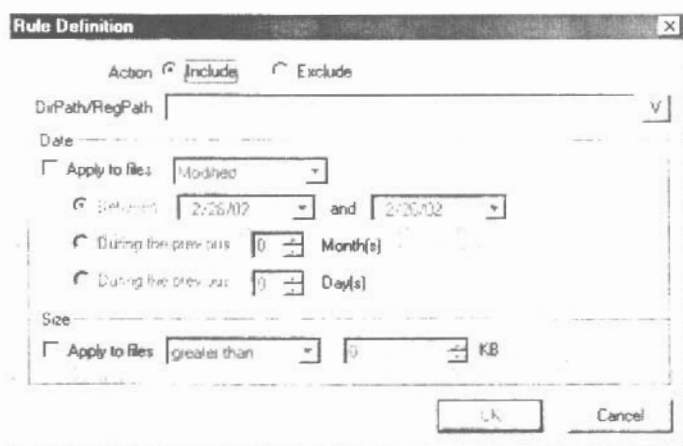 Rule Definition
Action Include Exclude
DirPath/RegPath V
Date
Apply to files Modified
Between 2/26/02 and 2/26/02
During the previous 0 Month(s)
During the previous 0 Day(s)
Size
Apply to files greater than 0 KB
OK Cancel